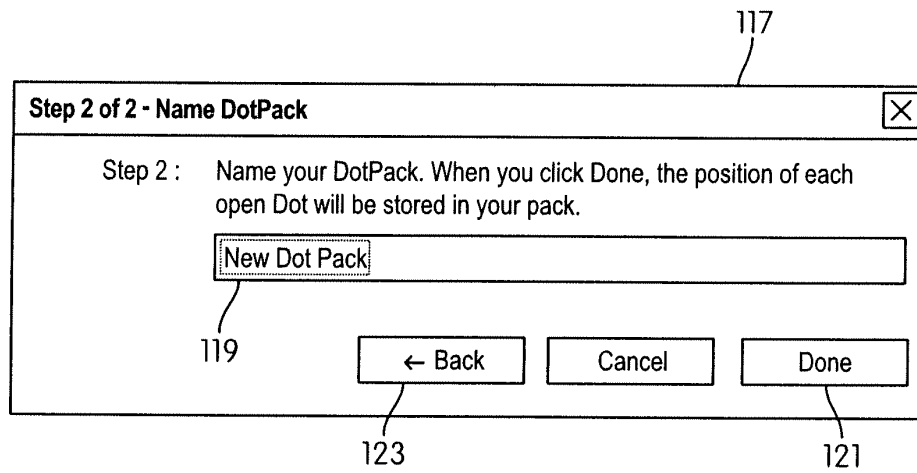 117
Step 2 of 2 - Name DotPack
Step 2 : Name your DotPack. When you click Done, the position of each
open Dot will be stored in your pack.
New Dot Pack
119
← Back Cancel Done
123 121